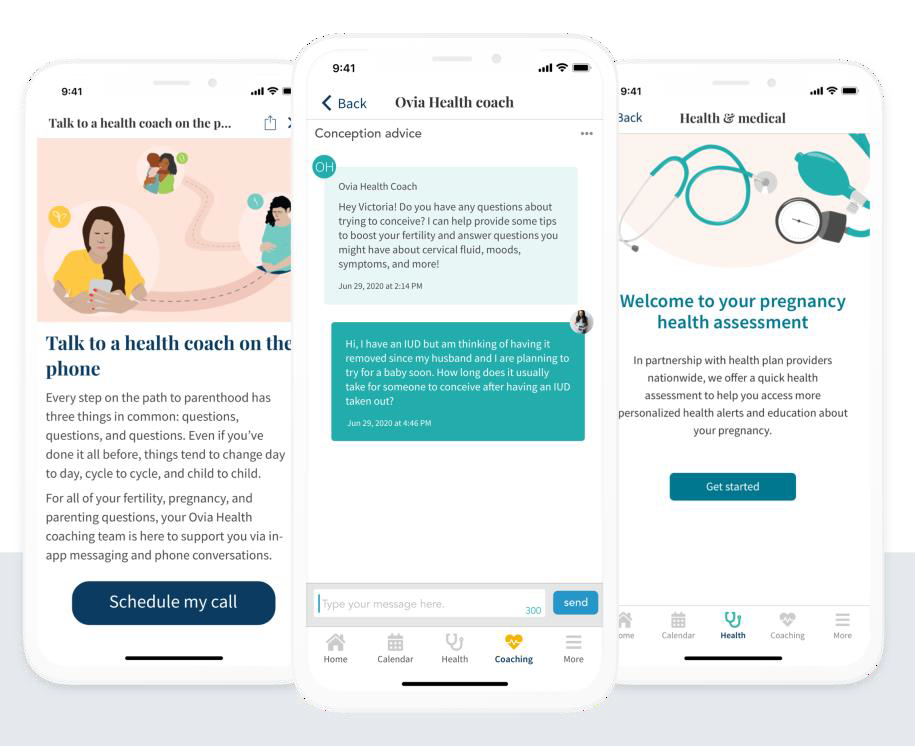 9:41
Talk to a health coach on the p...
Talk to a health coach on the
phone
Every step on the path to parenthood has
three things in common: questions,
questions, and questions. Even if you've
done it all before, things tend to change day
to day, cycle to cycle, and child to child.
For all of your fertility, pregnancy, and
parenting questions, your Ovia Health
coaching team is here to support you via in-
app messaging and phone conversations.
Schedule my call
9:41
Back
Ovia Health coach
Conception advice
OH
Ovia Health Coach
Hey Victoria! Do you have any questions about
trying to conceive? I can help provide some tips
to boost your fertility and answer questions you
might have about cervical fluid, moods,
symptoms, and more!
Jun 29, 2020 at 2:14 PM
Hi, I have an IUD but am thinking of having it
removed since my husband and I are planning to
try for a baby soon. How long does it usually
take for someone to conceive after having an IUD
taken out?
Jun 29, 2020 at 4:46 PM
Type your message here.
300
send
Home
Calendar
Health
Coaching
More
9:41
Back
Health & medical
Welcome to your pregnancy
health assessment
In partnership with health plan providers
nationwide, we offer a quick health
assessment to help you access more
personalized health alerts and education about
your pregnancy.
Get started
ome
Calendar
Health
Coaching
More